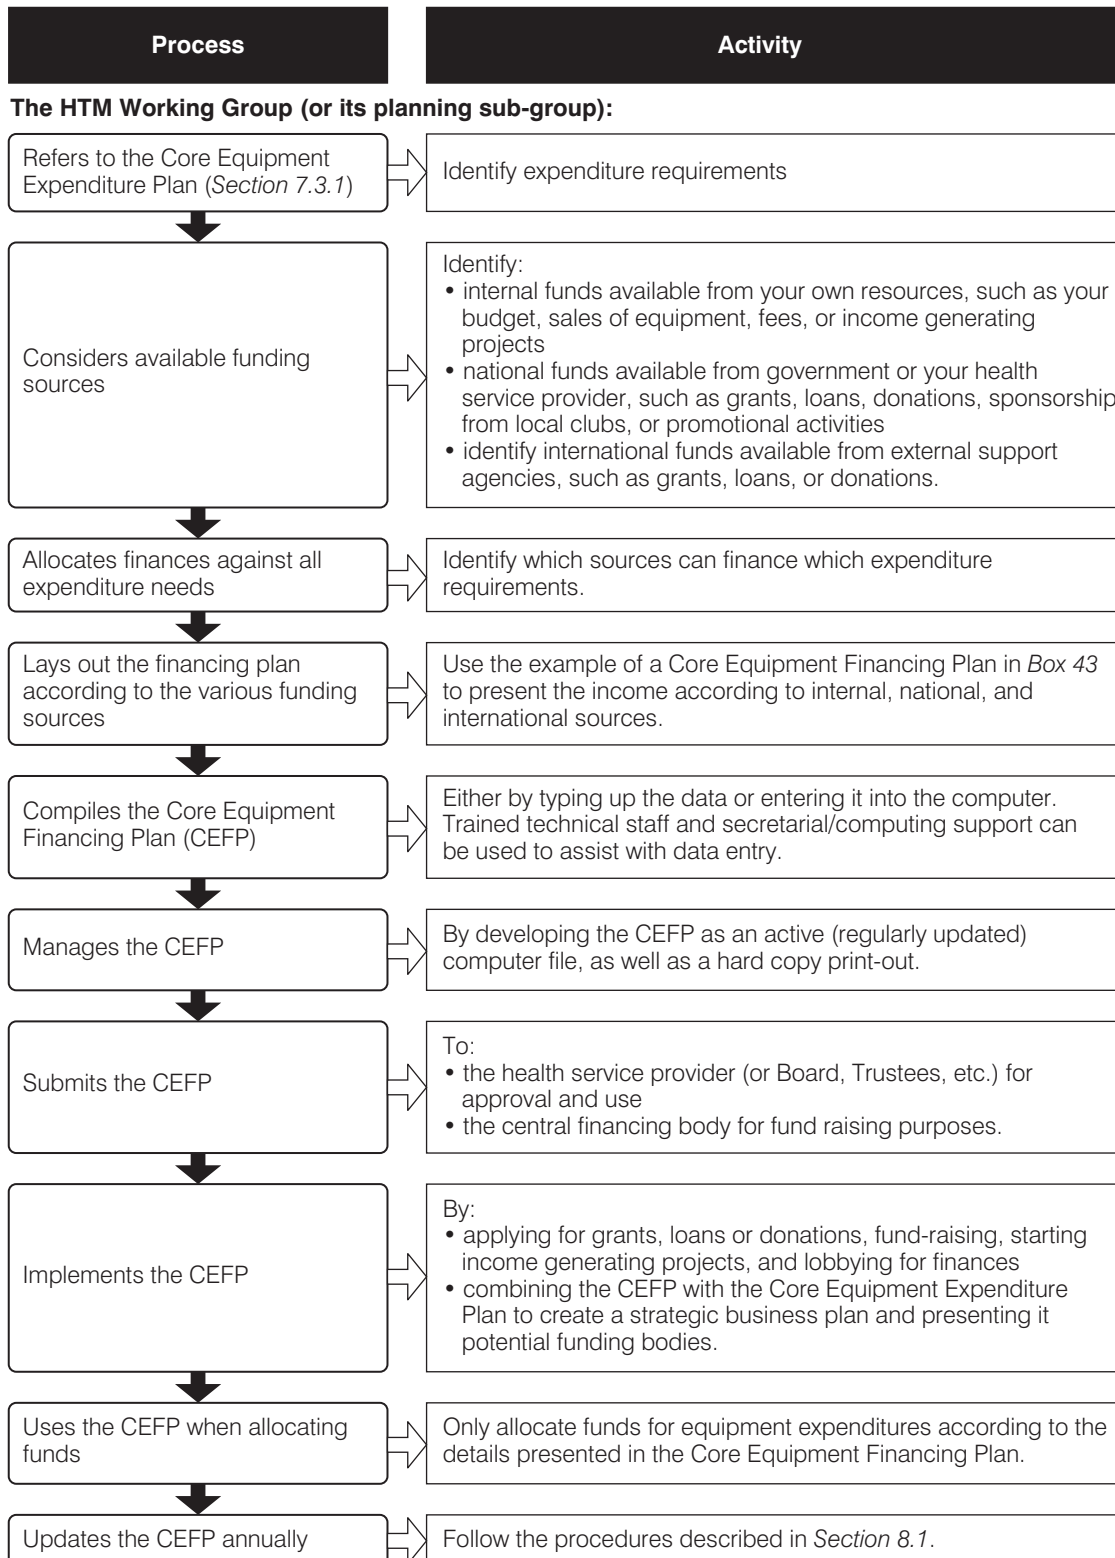 Process
Activity
The HTM Working Group (or its planning sub-group):
Refers to the Core Equipment
Expenditure Plan (Section 7.3.1)
Identify expenditure requirements
Considers available funding
sources
Identify:
• internal funds available from your own resources, such as your
budget, sales of equipment, fees, or income generating
projects
• national funds available from government or your health
service provider, such as grants, loans, donations, sponsorship
from local clubs, or promotional activities
• identify international funds available from external support
agencies, such as grants, loans, or donations.
Allocates finances against all
expenditure needs
Identify which sources can finance which expenditure
requirements.
Lays out the financing plan
according to the various funding
sources
Use the example of a Core Equipment Financing Plan in Box 43
to present the income according to internal, national, and
international sources.
Compiles the Core Equipment
Financing Plan (CEFP)
Either by typing up the data or entering it into the computer.
Trained technical staff and secretarial/computing support can
be used to assist with data entry.
Manages the CEFP
By developing the CEFP as an active (regularly updated)
computer file, as well as a hard copy print-out.
Submits the CEFP
To:
• the health service provider (or Board, Trustees, etc.) for
approval and use
• the central financing body for fund raising purposes.
Implements the CEFP
By:
• applying for grants, loans or donations, fund-raising, starting
income generating projects, and lobbying for finances
• combining the CEFP with the Core Equipment Expenditure
Plan to create a strategic business plan and presenting it
potential funding bodies.
Uses the CEFP when allocating
funds
Only allocate funds for equipment expenditures according to the
details presented in the Core Equipment Financing Plan.
Updates the CEFP annually
Follow the procedures described in Section 8.1.